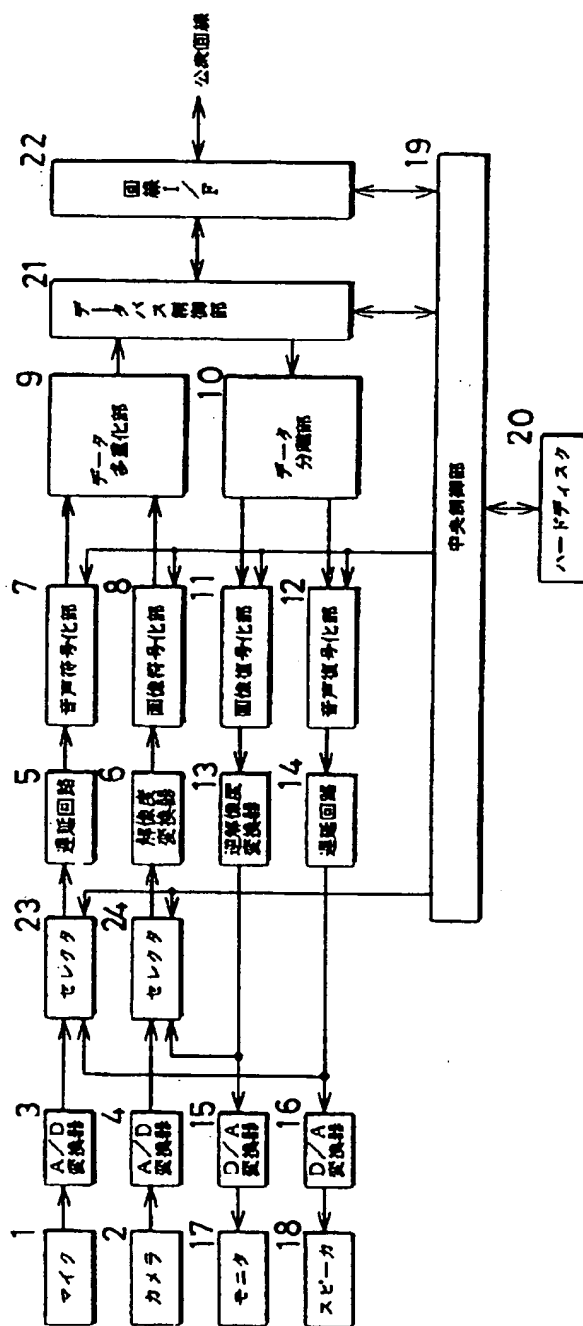 1
マイク
3
A/D
変換器
23
セレクタ
5
遅延回路
7
音声符号化部
9
データ
多重化部
21
データパス制御部
22
回線I/F
公衆回線
2
カメラ
4
A/D
変換器
24
セレクタ
6
解像度
変換器
8
画像符号化部
17
モニタ
15
D/A
変換器
13
逆解像度
変換器
11
画像復号化部
10
データ
分離部
18
スピーカ
16
D/A
変換器
14
遅延回路
12
音声復号化部
19
中央制御部
20
ハードディスク